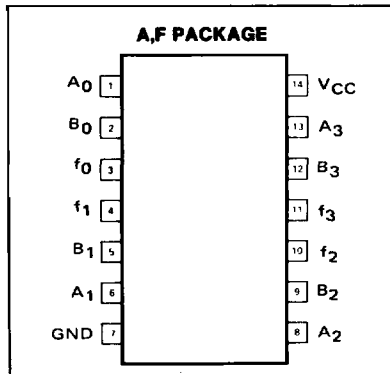 A,F PACKAGE
A0 1
B0 2
f0 3
f1 4
B1 5
A1 6
GND 7
14 VCC
13 A3
12 B3
11 f3
10 f2
9 B2
8 A2